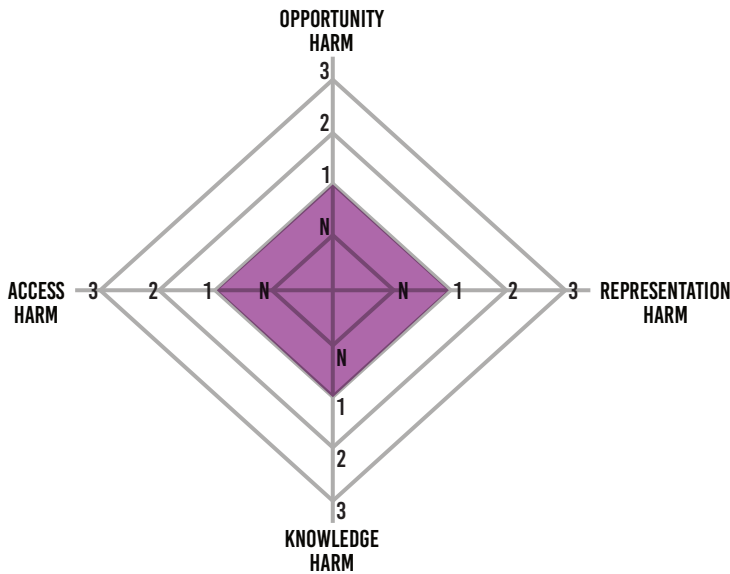 OPPORTUNITY
HARM
3
2
1
N
ACCESS
HARM
3 2 1 N N 1 2 3
REPRESENTATION
HARM
N
1
2
3
KNOWLEDGE
HARM